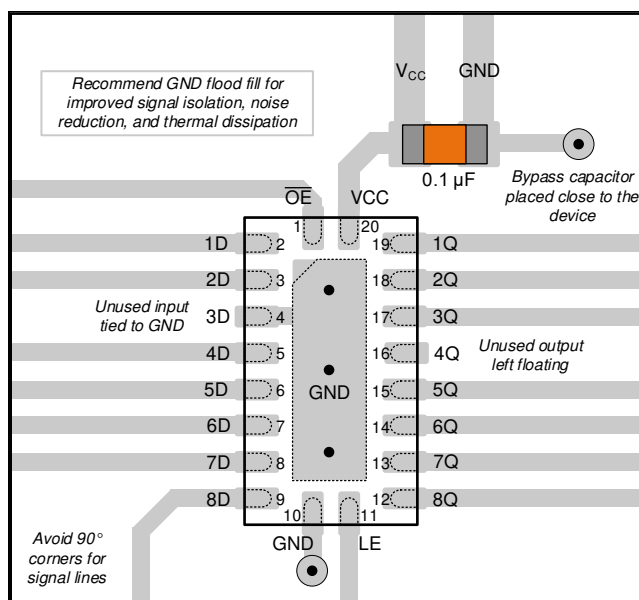 Recommend GND flood fill for
improved signal isolation, noise
reduction, and thermal dissipation
VCC GND
0.1 µF
Bypass capacitor
placed close to the
device
OE VCC
1 20
1D 2 19 1Q
2D 3 18 2Q
Unused input
tied to GND
3D 4 17 3Q
4D 5 16 4Q
Unused output
left floating
5D 6 GND 15 5Q
6D 7 14 6Q
7D 8 13 7Q
8D 9 12 8Q
10 11
GND LE
Avoid 90°
corners for
signal lines